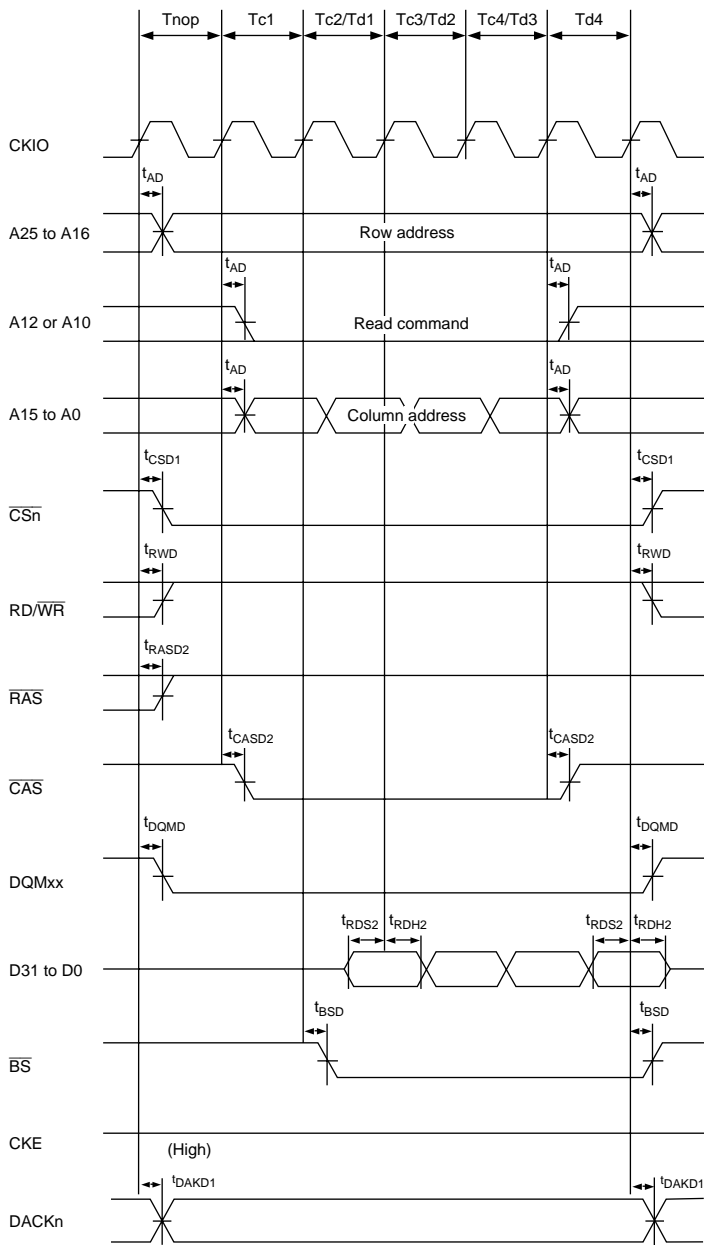 Tnop Tc1 Tc2/Td1 Tc3/Td2 Tc4/Td3 Td4
CKIO
tAD tAD
A25 to A16 Row address
tAD tAD
A12 or A10 Read command
tAD tAD
A15 to A0 Column address
tCSD1 tCSD1
CSn
tRWD tRWD
RD/WR
tRASD2
RAS
tCASD2 tCASD2
CAS
tDQMD tDQMD
DQMxx
tRDS2 tRDH2 tRDS2 tRDH2
D31 to D0
tBSD tBSD
BS
CKE (High)
tDAKD1 tDAKD1
DACKn